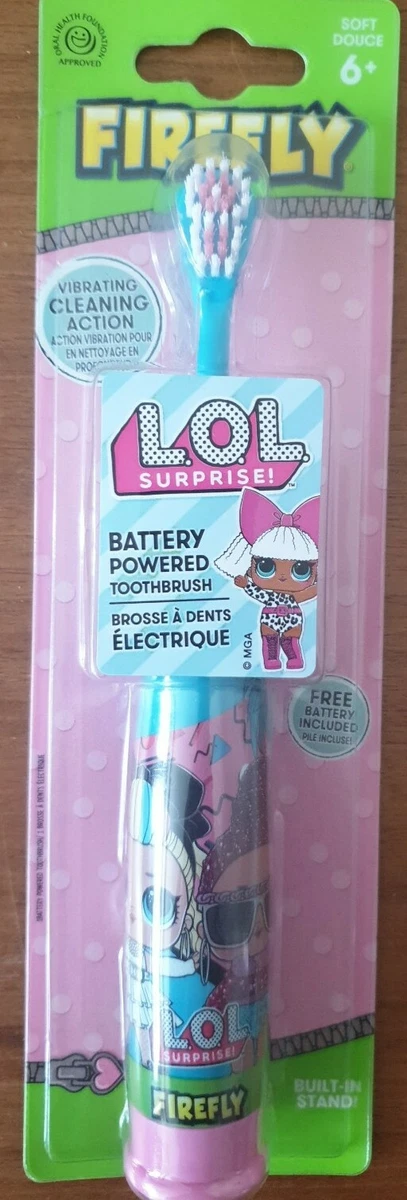 ORAL HEALTH FOUNDATION
APPROVED
SOFT
DOUCE
6+
FIREFLY
VIBRATING
CLEANING
ACTION
ACTION VIBRATION POUR
EN NETTOYAGE EN
L.O.L.
SURPRISE!™
BATTERY
POWERED
TOOTHBRUSH
BROSSE À DENTS
ÉLECTRIQUE
© MGA
FREE
BATTERY
INCLUDED
PILE INCLUSE!
L.O.L.
SURPRISE!
FIREFLY
BUILT-IN
STAND!